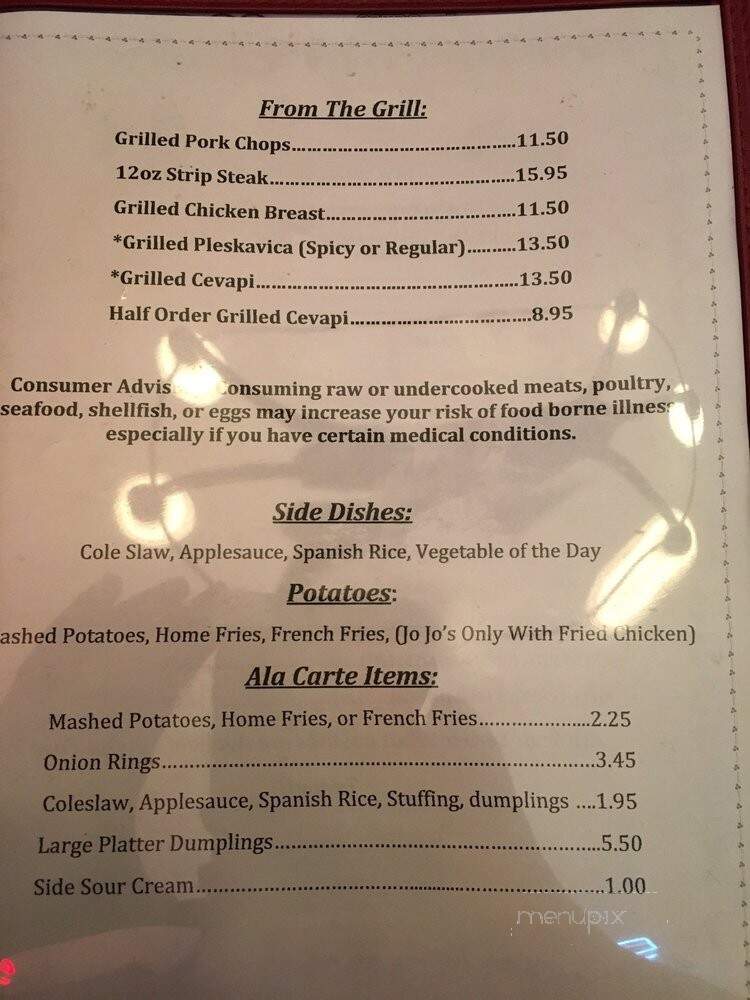 From The Grill:
Grilled Pork Chops.............................................11.50
12oz Strip Steak.................................................15.95
Grilled Chicken Breast......................................11.50
*Grilled Pleskavica (Spicy or Regular)..........13.50
*Grilled Cevapi.....................................................13.50
Half Order Grilled Cevapi....................................8.95
Consumer Advis onsuming raw or undercooked meats, poultry,
seafood, shellfish, or eggs may increase your risk of food borne illness
especially if you have certain medical conditions.
Side Dishes:
Cole Slaw, Applesauce, Spanish Rice, Vegetable of the Day
Potatoes:
ashed Potatoes, Home Fries, French Fries, (Jo Jo's Only With Fried Chicken)
Ala Carte Items:
Mashed Potatoes, Home Fries, or French Fries.....................2.25
Onion Rings...................................................................................3.45
Coleslaw, Applesauce, Spanish Rice, Stuffing, dumplings ....1.95
Large Platter Dumplings..............................................................5.50
Side Sour Cream...........................................................................1.00
menupix